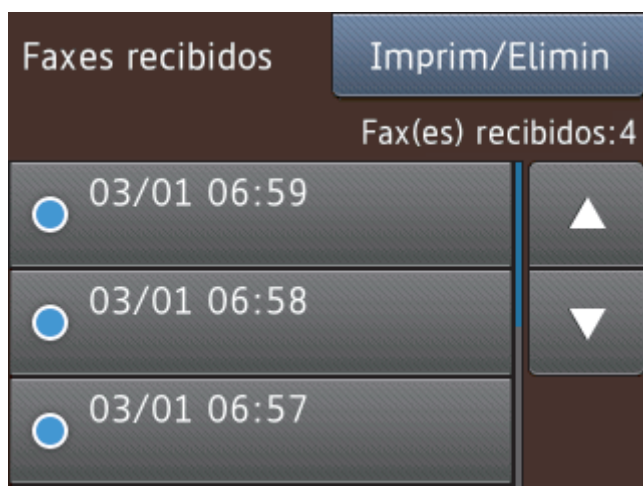 Faxes recibidos
Imprim/Elimin
Fax(es) recibidos:4
03/01 06:59
03/01 06:58
03/01 06:57